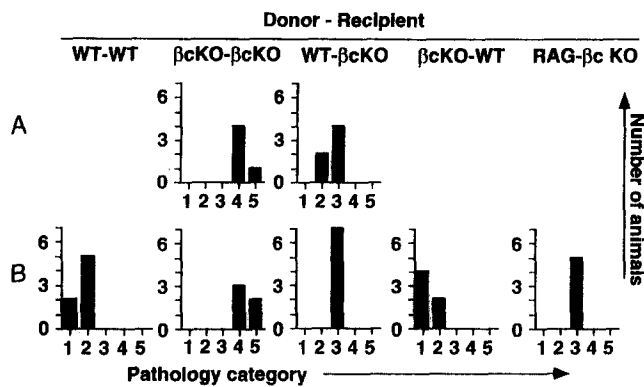 Donor - Recipient
WT-WT βcKO-βcKO WT-βcKO βcKO-WT RAG-βc KO
A
6 6
3 3
0 0
1 2 3 4 5 1 2 3 4 5
B
6 6 6 6 6
3 3 3 3 3
0 0 0 0 0
1 2 3 4 5 1 2 3 4 5 1 2 3 4 5 1 2 3 4 5 1 2 3 4 5
Pathology category
Number of animals